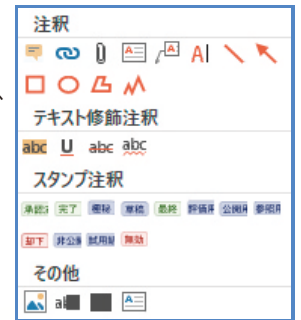 注釈
A
A
テキスト修飾注釈
abc U abc abc
スタンプ注釈
承認済 完了 極秘 草稿 最終 評価用 公開用 参照用
却下 非公開 試用版 無効
その他
ab
A